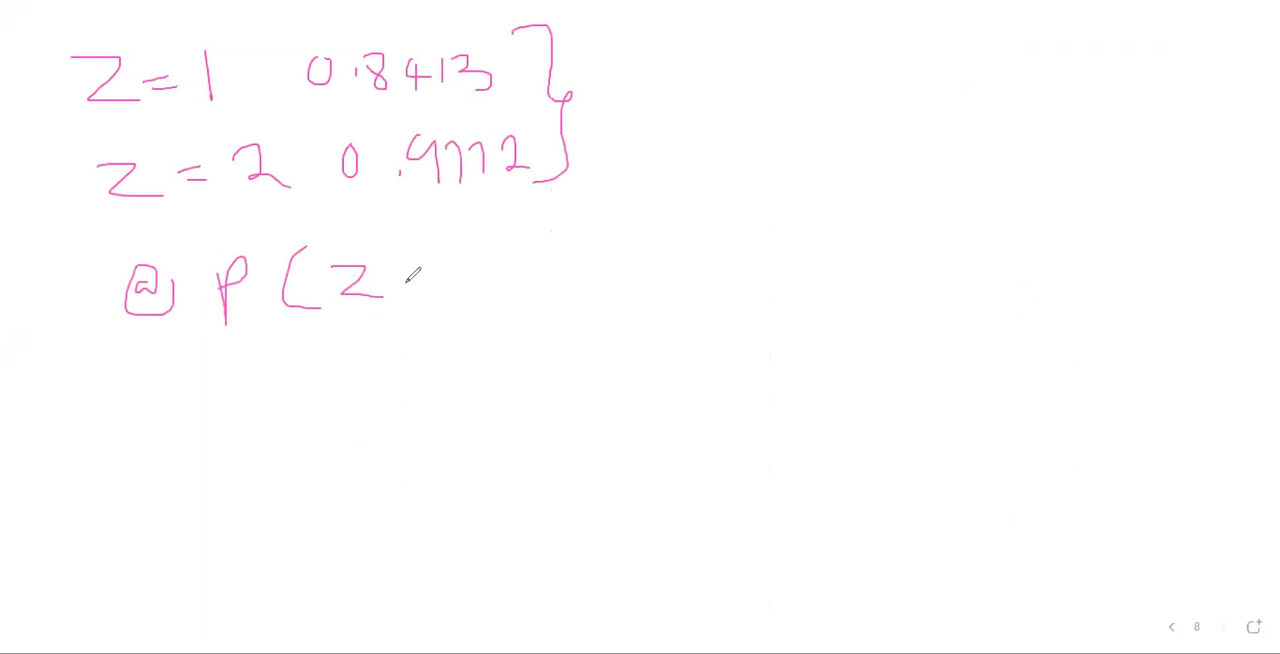 Z = 1 0.8413 }
Z = 2 0.9772
@ P ( Z
< 8